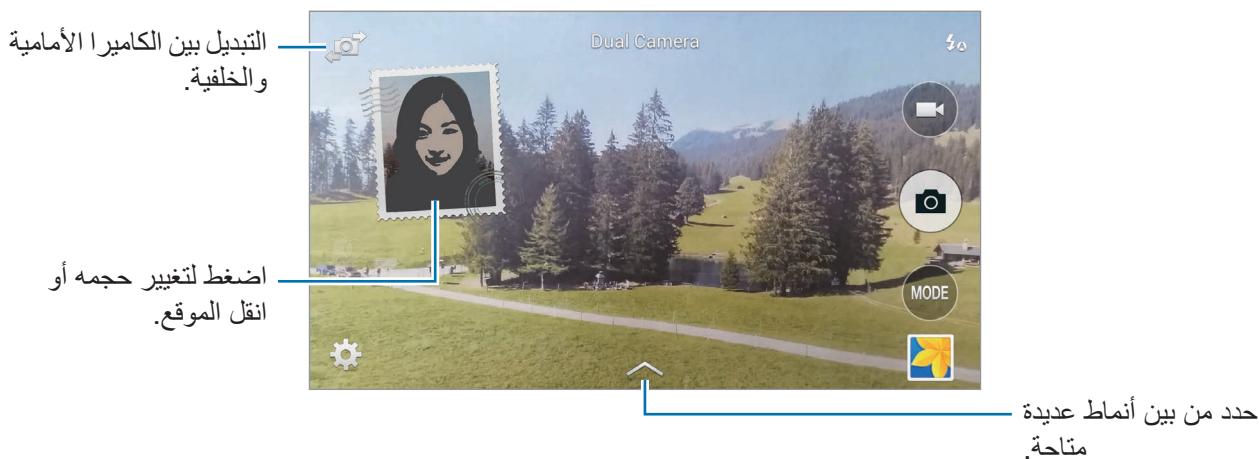 التبديل بين الكاميرا الأمامية
والخلفية.
Dual Camera
اضغط لتغيير حجمه أو
انقل الموقع.
MODE
حدد من بين أنماط عديدة
متاحة.